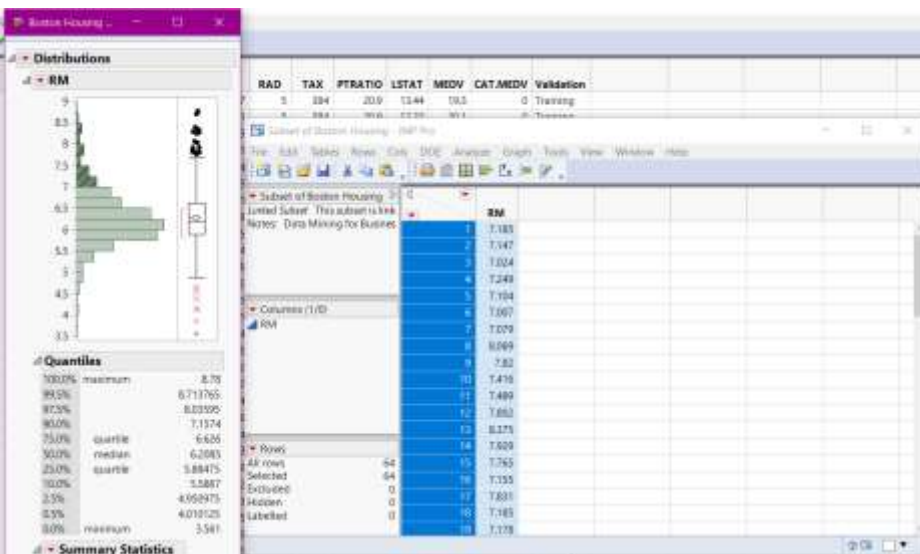 Boston Housing ...
Distributions
RM
9
8.5
8
7.5
7
6.5
6
5.5
5
4.5
4
3.5
Quantiles
100.0% maximum 8.78
99.5% 8.713765
97.5% 8.03595
90.0% 7.1574
75.0% quartile 6.626
50.0% median 6.2085
25.0% quartile 5.88475
10.0% 5.5887
2.5% 4.950975
0.5% 4.010125
0.0% 3.561
Summary Statistics
RAD TAX PTRATIO LSTAT MEDV CAT.MEDV Validation
5 384 20.9 13.44 19.3 0 Training
Subset of Boston Housing - JMP Pro
File Edit Tables Rows Cols DOE Analyze Graph Tools View Window Help
Subset of Boston Housing
Linked Subset This subset is link
Notes: Data Mining for Busines
Columns (1/0)
RM
Rows
All rows 64
Selected 64
Excluded 0
Hidden 0
Labelled 0
RM
1 7.185
2 7.147
3 7.024
4 7.249
5 7.104
6 7.007
7 7.079
8 8.069
9 7.82
10 7.416
11 7.489
12 7.802
13 8.375
14 7.929
15 7.765
16 7.155
17 7.831
18 7.185
19 7.178